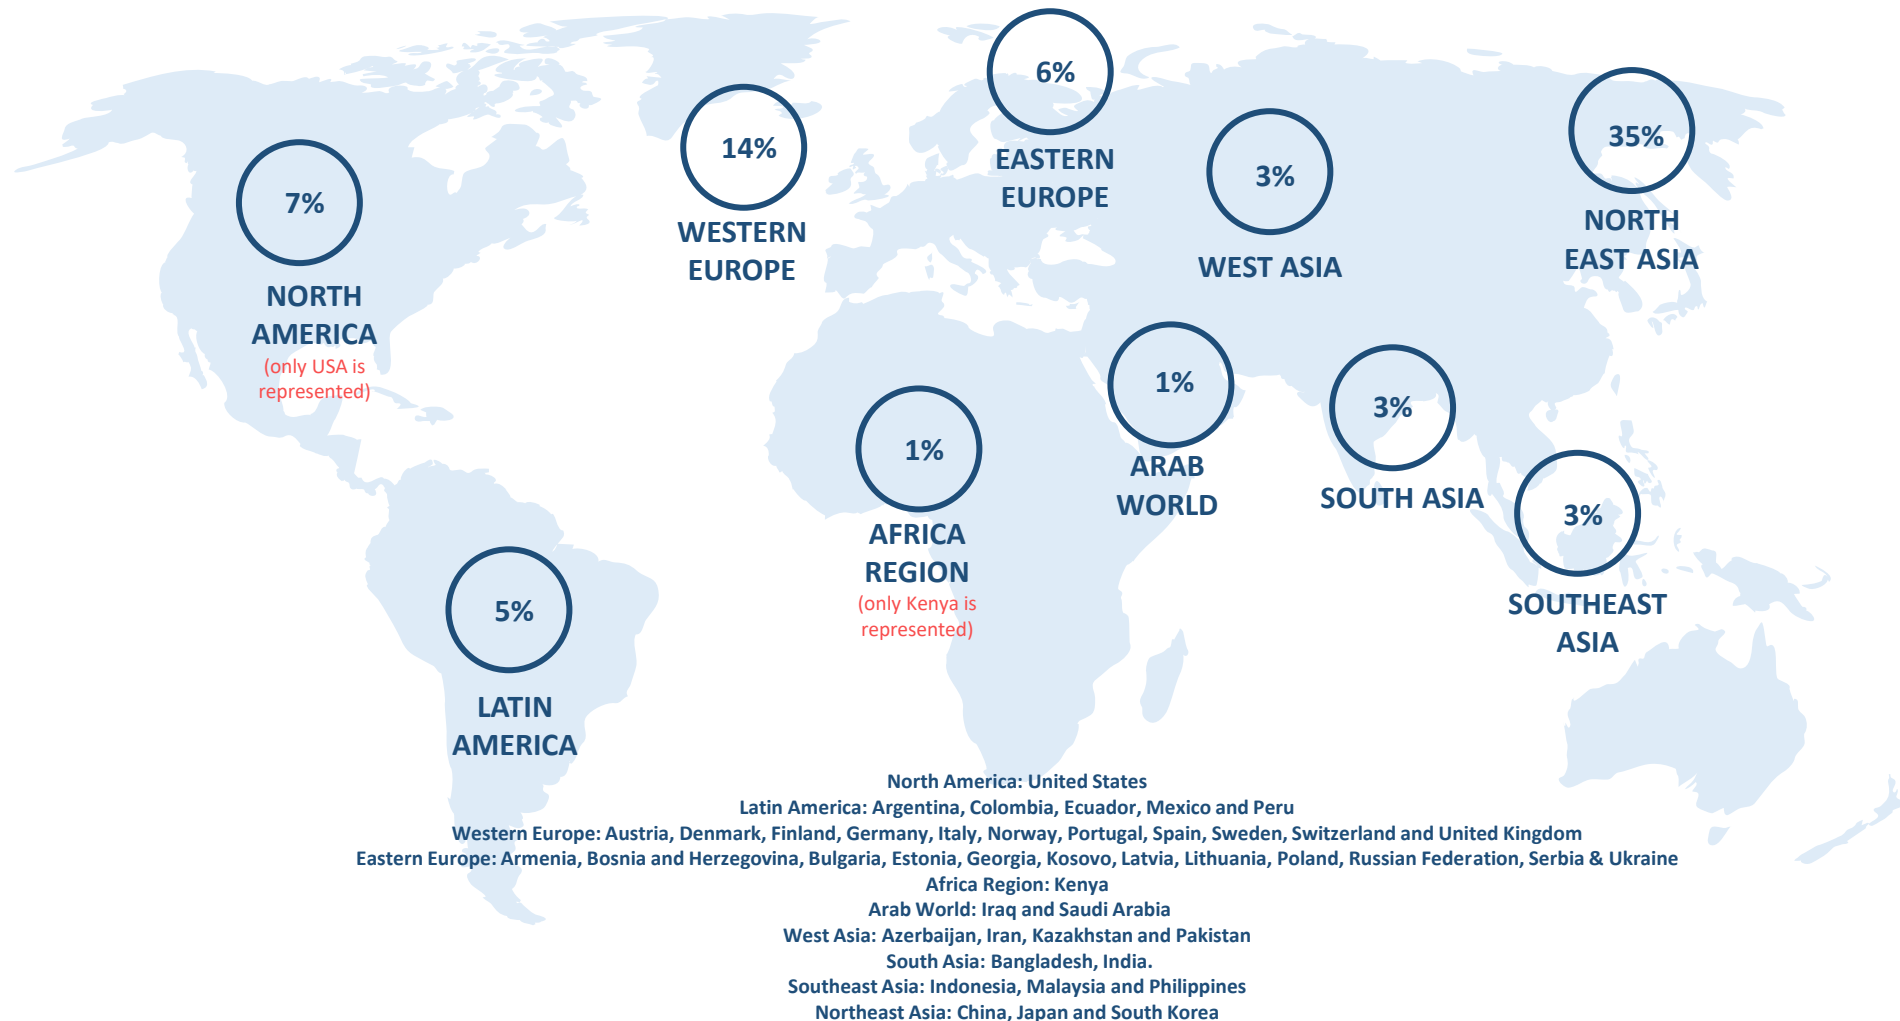 7%
NORTH
AMERICA
(only USA is
represented)
14%
WESTERN
EUROPE
6%
EASTERN
EUROPE
3%
WEST ASIA
35%
NORTH
EAST ASIA
1%
AFRICA
REGION
(only Kenya is
represented)
1%
ARAB
WORLD
3%
SOUTH ASIA
3%
SOUTHEAST
ASIA
5%
LATIN
AMERICA
North America: United States
Latin America: Argentina, Colombia, Ecuador, Mexico and Peru
Western Europe: Austria, Denmark, Finland, Germany, Italy, Norway, Portugal, Spain, Sweden, Switzerland and United Kingdom
Eastern Europe: Armenia, Bosnia and Herzegovina, Bulgaria, Estonia, Georgia, Kosovo, Latvia, Lithuania, Poland, Russian Federation, Serbia & Ukraine
Africa Region: Kenya
Arab World: Iraq and Saudi Arabia
West Asia: Azerbaijan, Iran, Kazakhstan and Pakistan
South Asia: Bangladesh, India.
Southeast Asia: Indonesia, Malaysia and Philippines
Northeast Asia: China, Japan and South Korea